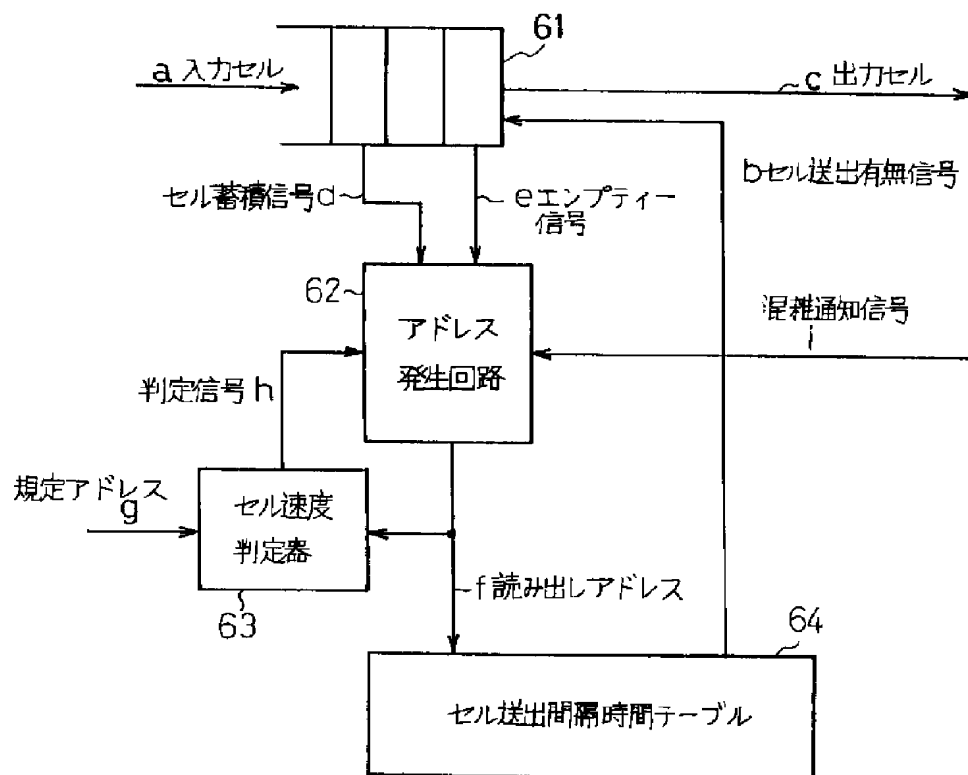 61
a 入力セル
c 出力セル
bセル送出有無信号
セル蓄積信号d
eエンプティー
信号
62
アドレス
発生回路
混雑通知信号
i
判定信号h
規定アドレス
g
セル速度
判定器
63
f読み出しアドレス
64
セル送出間隔時間テーブル